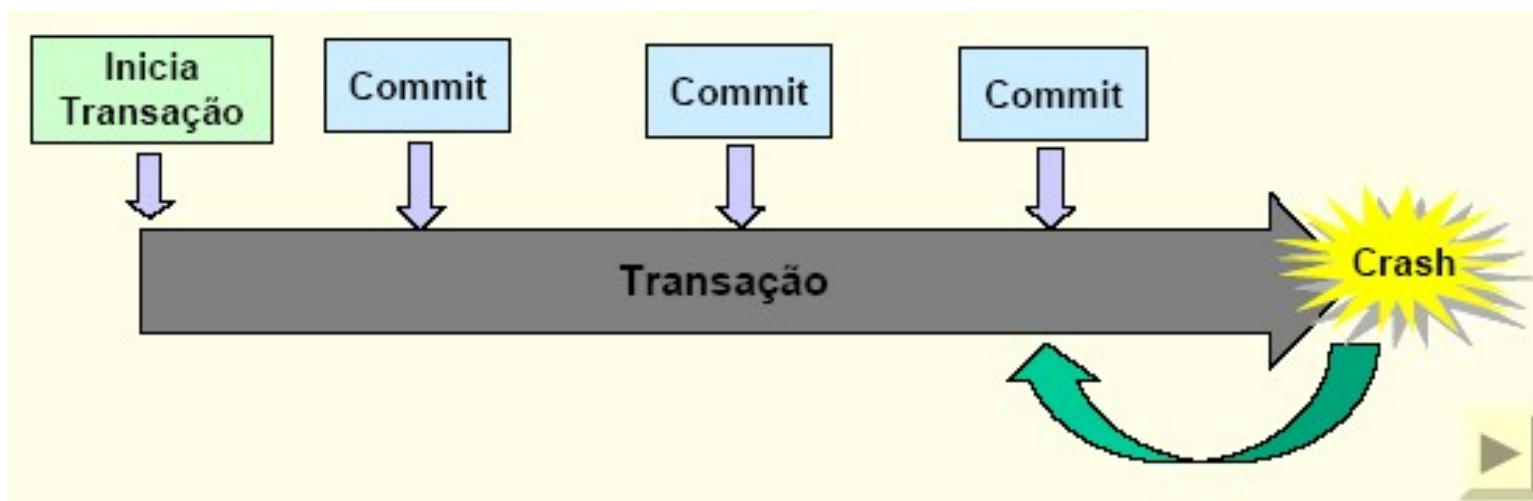 Inicia
Transação
Commit
Commit
Commit
Transação
Crash